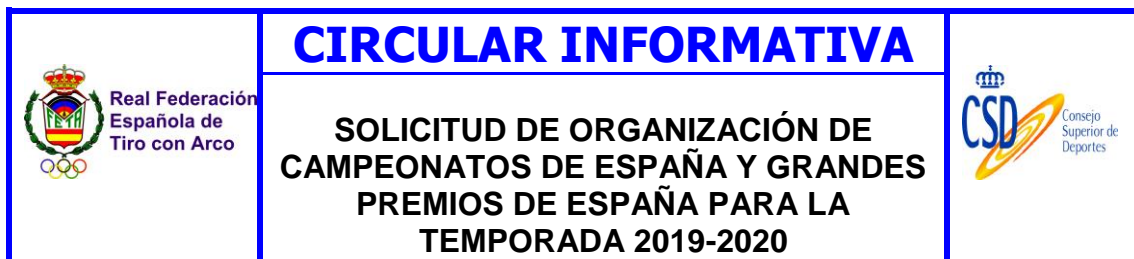 Real Federación
Española de
Tiro con Arco
FETA
CIRCULAR INFORMATIVA
SOLICITUD DE ORGANIZACIÓN DE
CAMPEONATOS DE ESPAÑA Y GRANDES
PREMIOS DE ESPAÑA PARA LA
TEMPORADA 2019-2020
CSD
Consejo
Superior de
Deportes